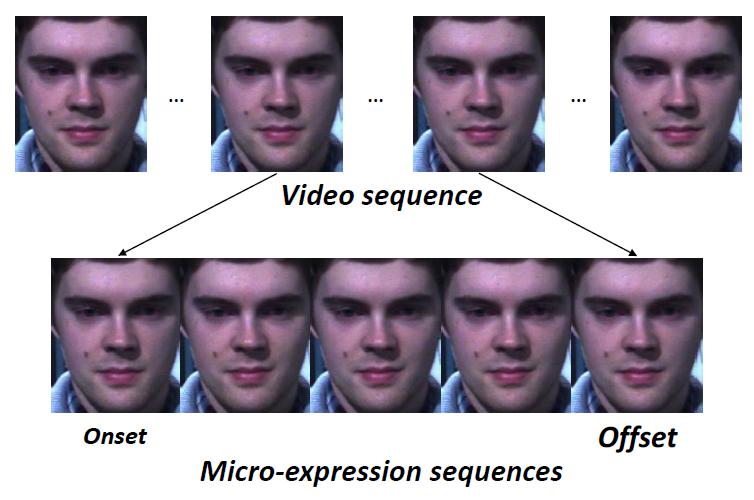 ... ... ...
Video sequence
Onset Offset
Micro-expression sequences